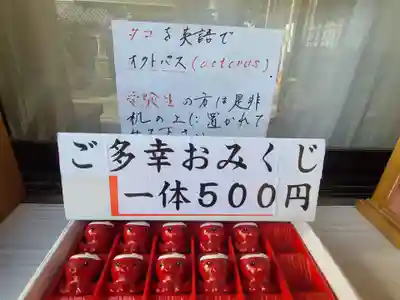 タコを英語で
オクトパス(octorus).
受験生の方は是非
机の上に置かれて
ご多幸おみくじ
一体500円